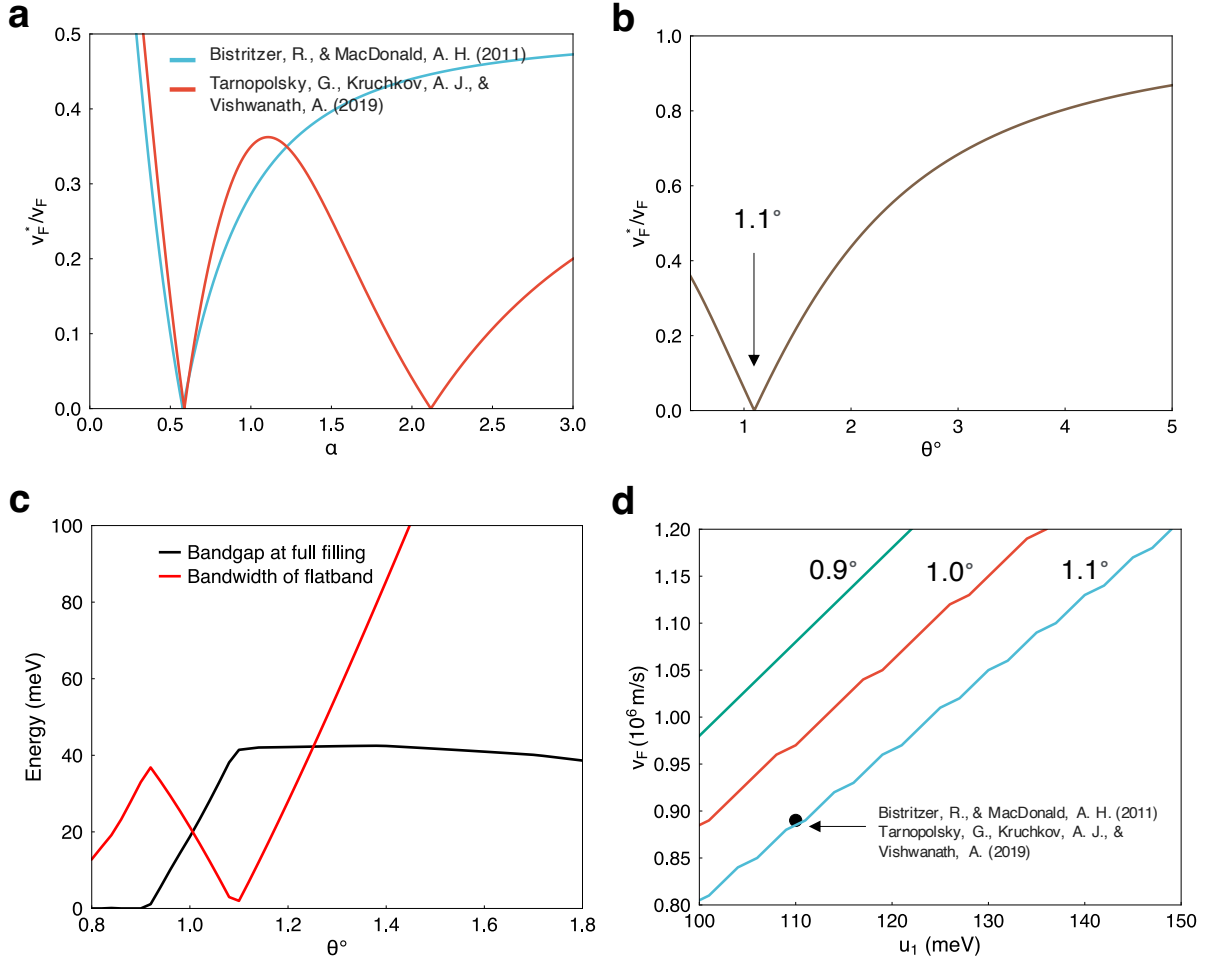 a
0.5
0.4
0.3
0.2
0.1
0.0
v*F/vF
0.0 0.5 1.0 1.5 2.0 2.5 3.0
α
Bistritzer, R., & MacDonald, A. H. (2011)
Tarnopolsky, G., Kruchkov, A. J., &
Vishwanath, A. (2019)
b
1.0
0.8
0.6
0.4
0.2
0.0
v*F/vF
1.1°
1 2 3 4 5
θ°
c
100
80
60
40
20
0
Energy (meV)
Bandgap at full filling
Bandwidth of flatband
0.8 1.0 1.2 1.4 1.6 1.8
θ°
d
1.20
1.15
1.10
1.05
1.00
0.95
0.90
0.85
0.80
vF (10⁶ m/s)
0.9° 1.0° 1.1°
Bistritzer, R., & MacDonald, A. H. (2011)
Tarnopolsky, G., Kruchkov, A. J., &
Vishwanath, A. (2019)
100 110 120 130 140 150
u₁ (meV)